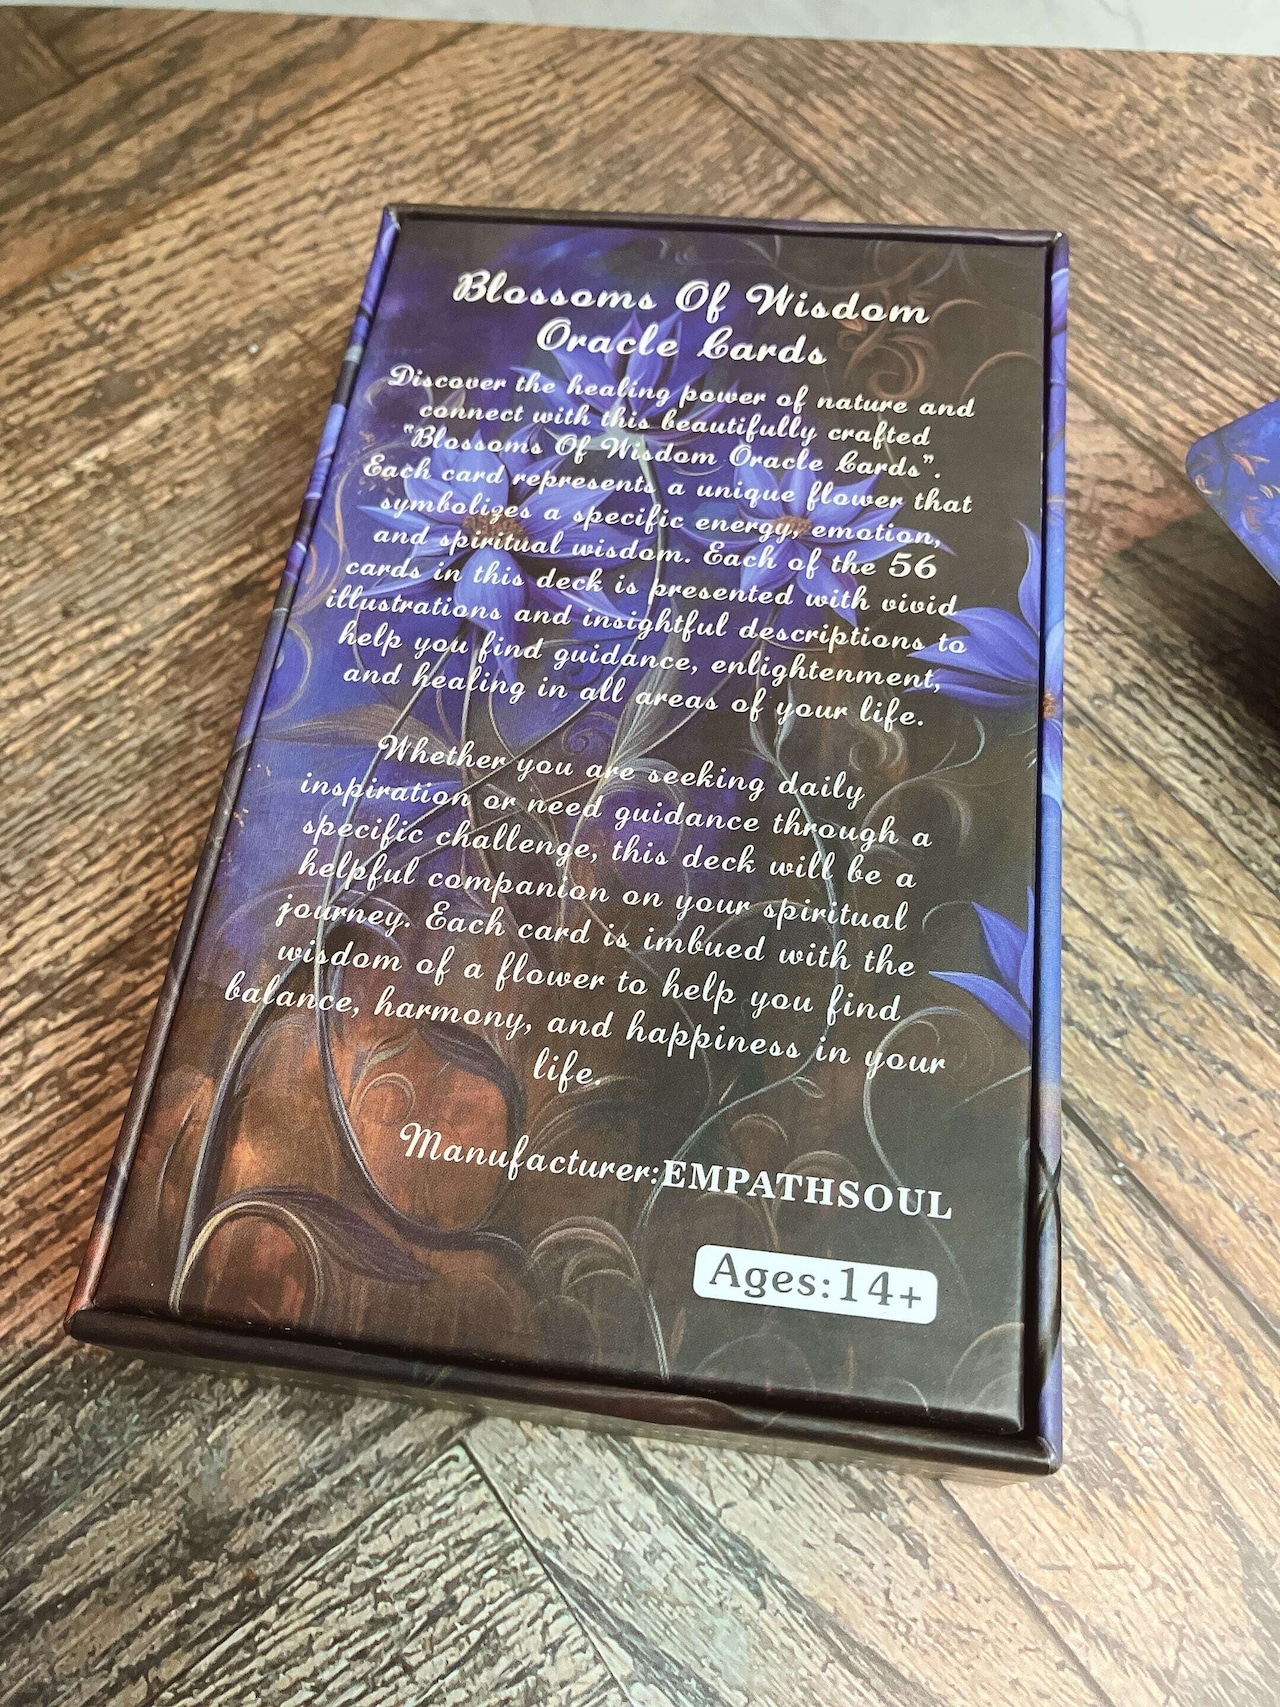 Blossoms Of Wisdom
Oracle Cards
Discover the healing power of nature and
connect with this beautifully crafted
"Blossoms Of Wisdom Oracle Cards".
Each card represents a unique flower that
symbolizes a specific energy, emotion,
and spiritual wisdom. Each of the 56
cards in this deck is presented with vivid
illustrations and insightful descriptions to
help you find guidance, enlightenment,
and healing in all areas of your life.
Whether you are seeking daily
inspiration or need guidance through a
specific challenge, this deck will be a
helpful companion on your spiritual
journey. Each card is imbued with the
wisdom of a flower to help you find
balance, harmony, and happiness in your
life.
Manufacturer:EMPATHSOUL
Ages:14+